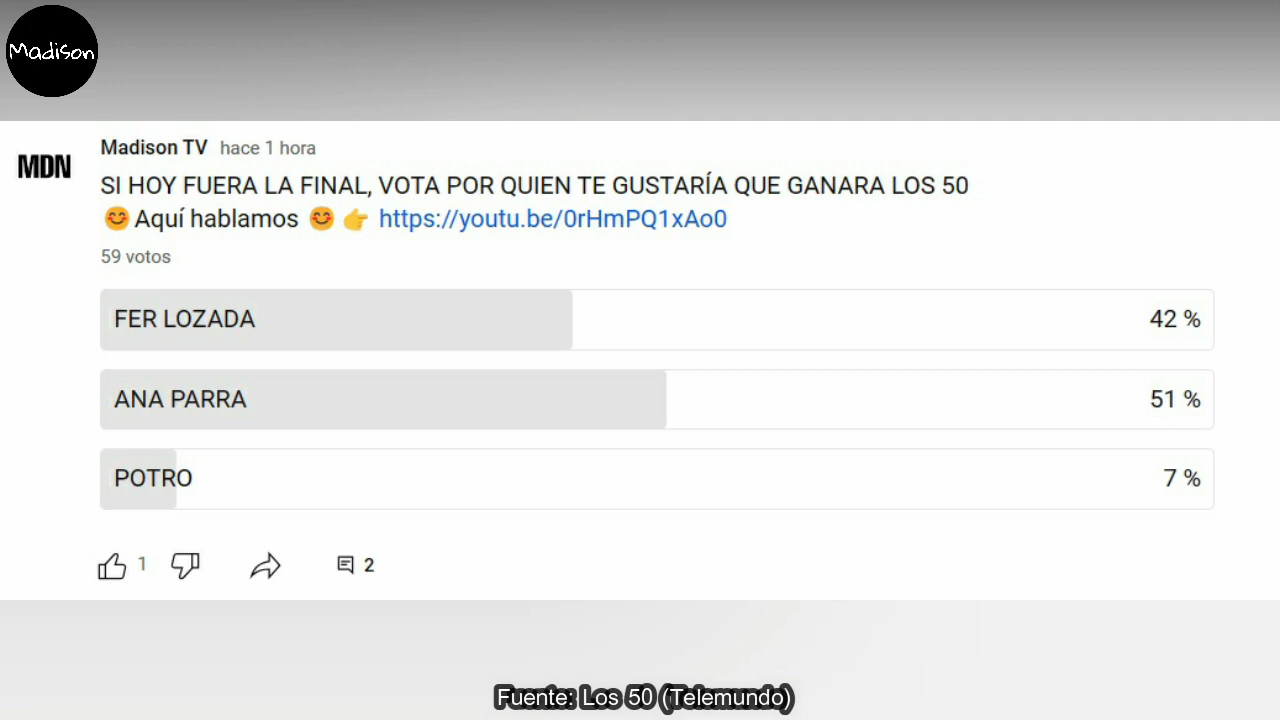 Madison
MDN
Madison TV hace 1 hora
SI HOY FUERA LA FINAL, VOTA POR QUIEN TE GUSTARÍA QUE GANARA LOS 50
😊Aquí hablamos 😊 👉 https://youtu.be/0rHmPQ1xAo0
59 votos
FER LOZADA 42 %
ANA PARRA 51 %
POTRO 7 %
1 2
Fuente: Los 50 (Telemundo)